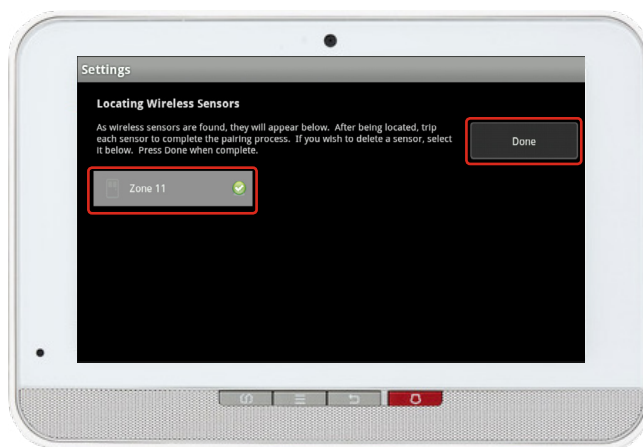 Settings
Locating Wireless Sensors
As wireless sensors are found, they will appear below. After being located, trip
each sensor to complete the pairing process. If you wish to delete a sensor, select
it below. Press Done when complete.
Done
Zone 11